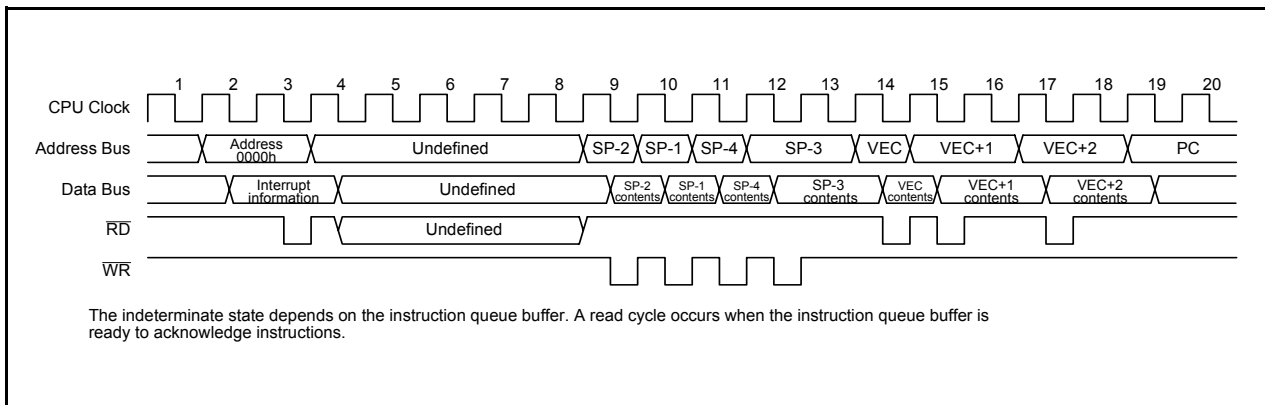 1 2 3 4 5 6 7 8 9 10 11 12 13 14 15 16 17 18 19 20
CPU Clock
Address Bus
Address
0000h
Undefined
SP-2
SP-1
SP-4
SP-3
VEC
VEC+1
VEC+2
PC
Data Bus
Interrupt
information
Undefined
SP-2
contents
SP-1
contents
SP-4
contents
SP-3
contents
VEC
contents
VEC+1
contents
VEC+2
contents
RD
Undefined
WR
The indeterminate state depends on the instruction queue buffer. A read cycle occurs when the instruction queue buffer is
ready to acknowledge instructions.